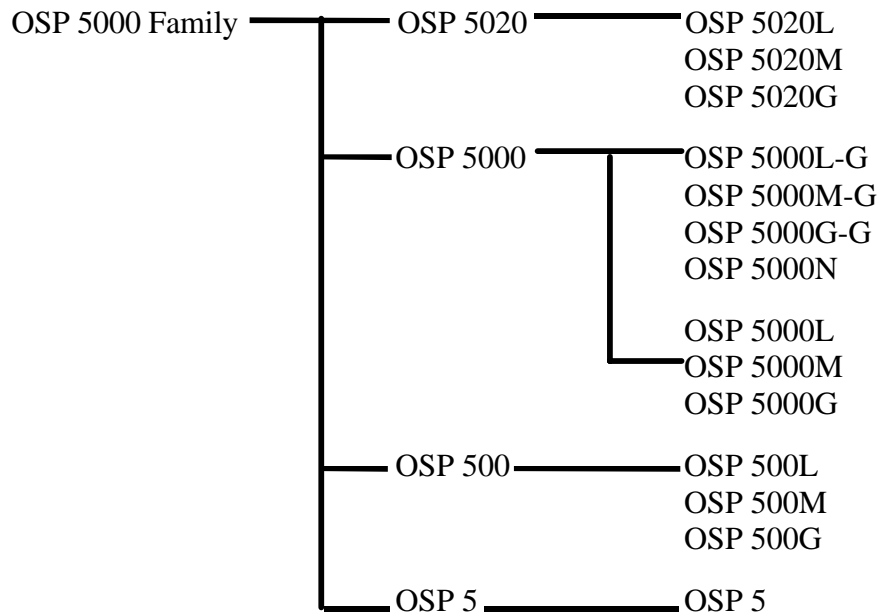 OSP 5000 Family OSP 5020 OSP 5020L
OSP 5020M
OSP 5020G
OSP 5000 OSP 5000L-G
OSP 5000M-G
OSP 5000G-G
OSP 5000N
OSP 5000L
OSP 5000M
OSP 5000G
OSP 500 OSP 500L
OSP 500M
OSP 500G
OSP 5 OSP 5